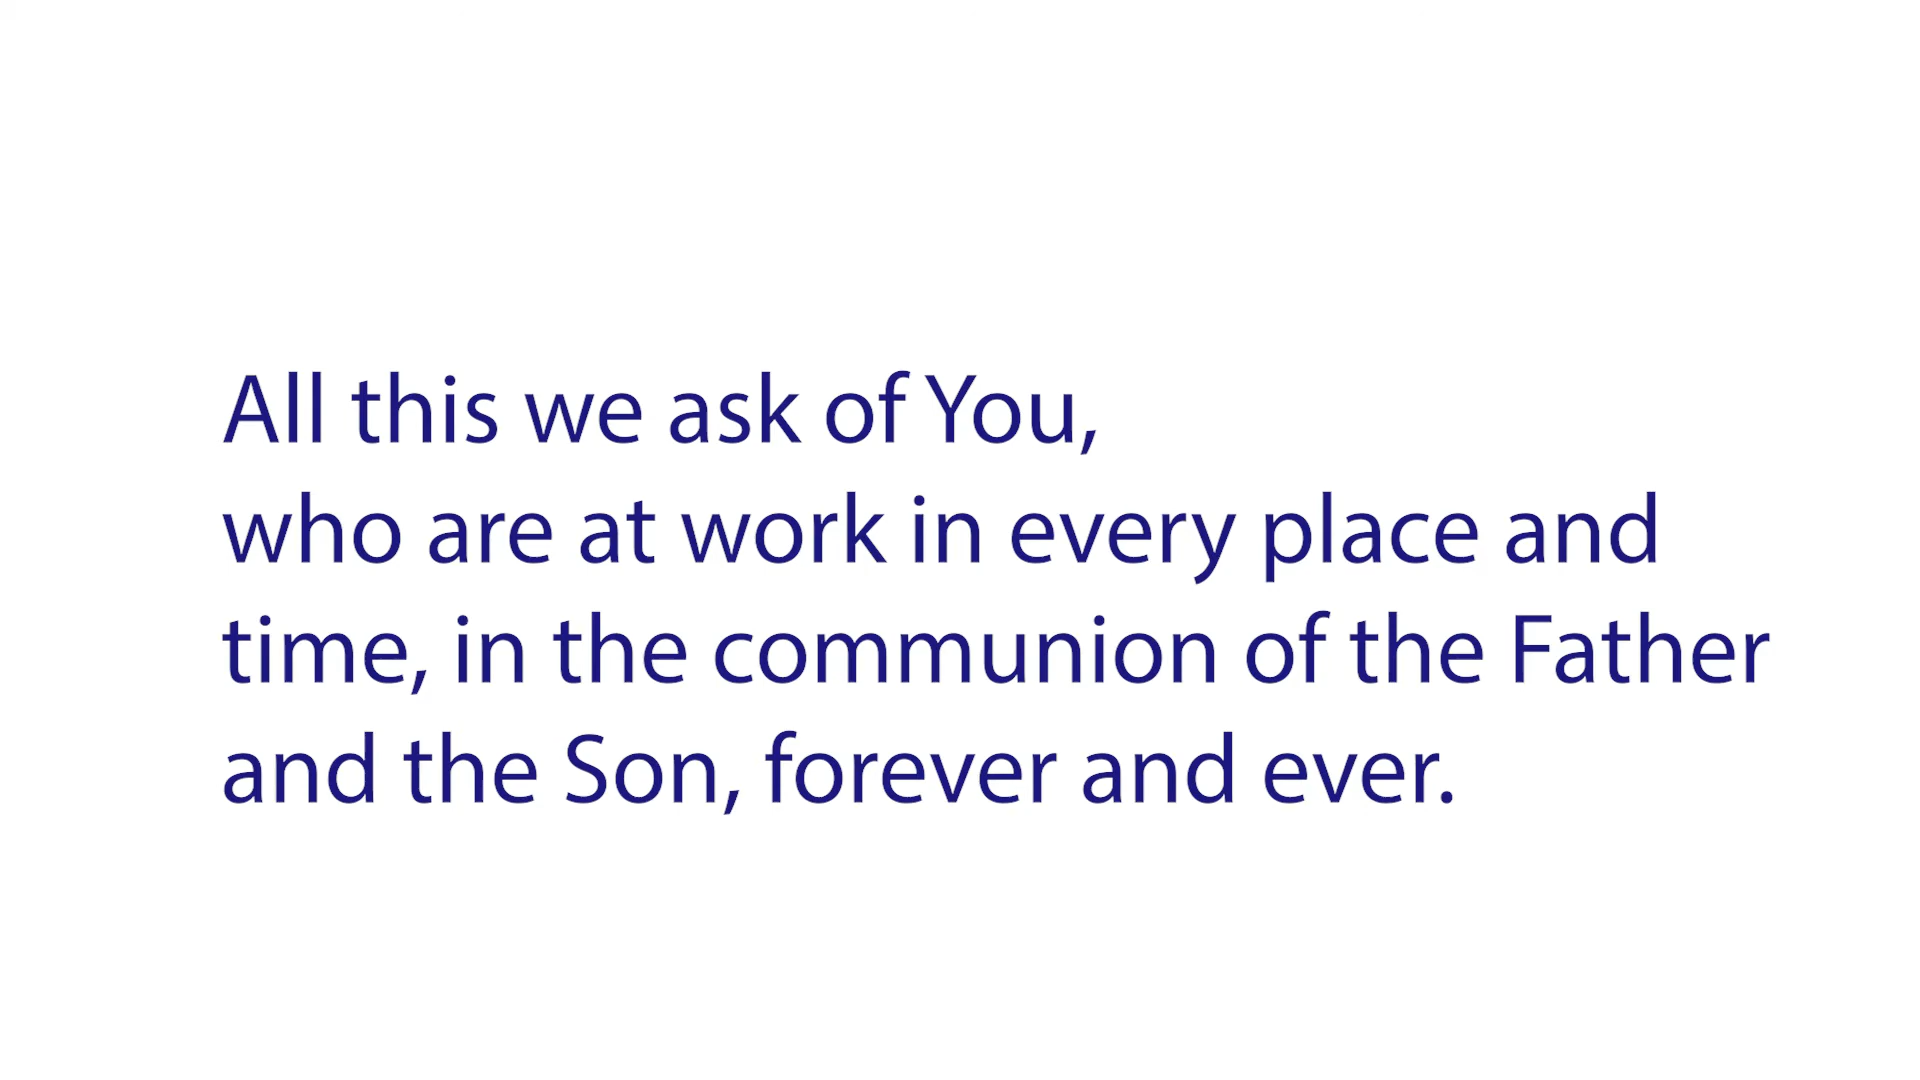 All this we ask of You,
who are at work in every place and
time, in the communion of the Father
and the Son, forever and ever.